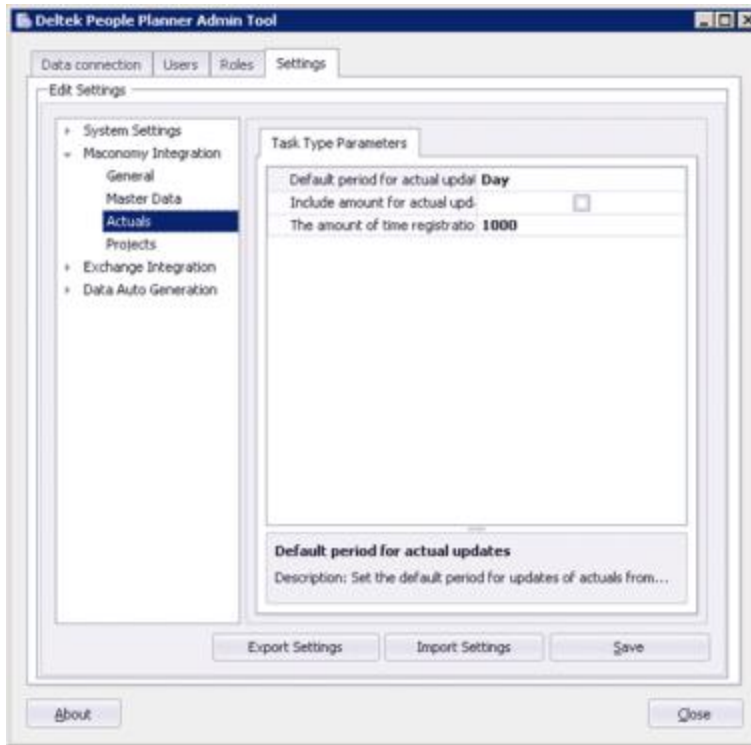 Deltek People Planner Admin Tool
Data connection Users Roles Settings
Edit Settings
System Settings
Maconomy Integration
General
Master Data
Actuals
Projects
Exchange Integration
Data Auto Generation
Task Type Parameters
Default period for actual updat Day
Include amount for actual upd
The amount of time registratio 1000
Default period for actual updates
Description: Set the default period for updates of actuals from...
Export Settings Import Settings Save
About Close